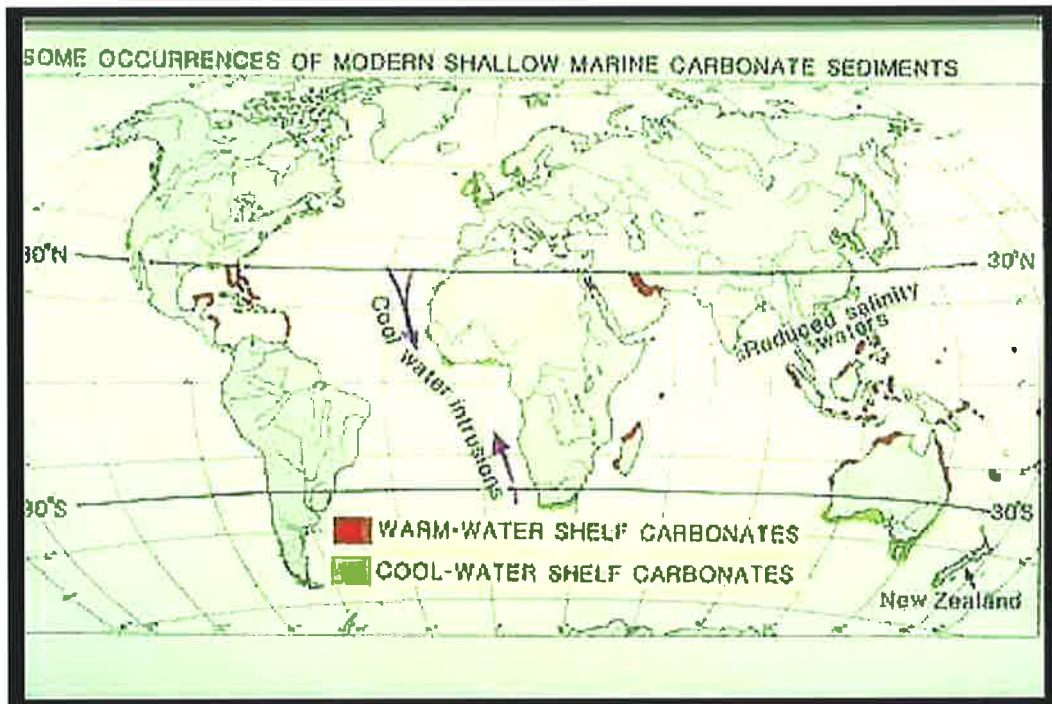 SOME OCCURRENCES OF MODERN SHALLOW MARINE CARBONATE SEDIMENTS
30°N
30°N
Reduced salinity
waters
Cool water intrusions
30°S
30°S
WARM-WATER SHELF CARBONATES
COOL-WATER SHELF CARBONATES
New Zealand